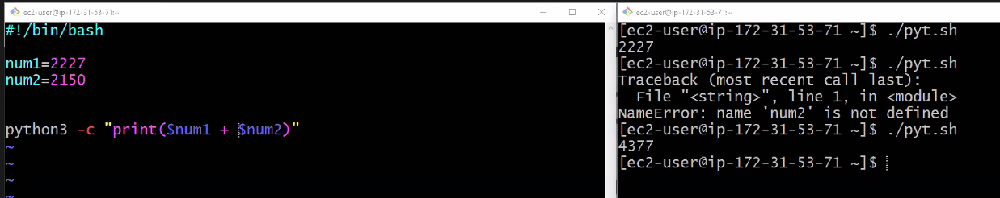 ec2-user@ip-172-31-53-71:~
#!/bin/bash
num1=2227
num2=2150
python3 -c "print($num1 + $num2)"
~
~
~
~
ec2-user@ip-172-31-53-71:~
[ec2-user@ip-172-31-53-71 ~]$ ./pyt.sh
2227
[ec2-user@ip-172-31-53-71 ~]$ ./pyt.sh
Traceback (most recent call last):
  File "<string>", line 1, in <module>
NameError: name 'num2' is not defined
[ec2-user@ip-172-31-53-71 ~]$ ./pyt.sh
4377
[ec2-user@ip-172-31-53-71 ~]$